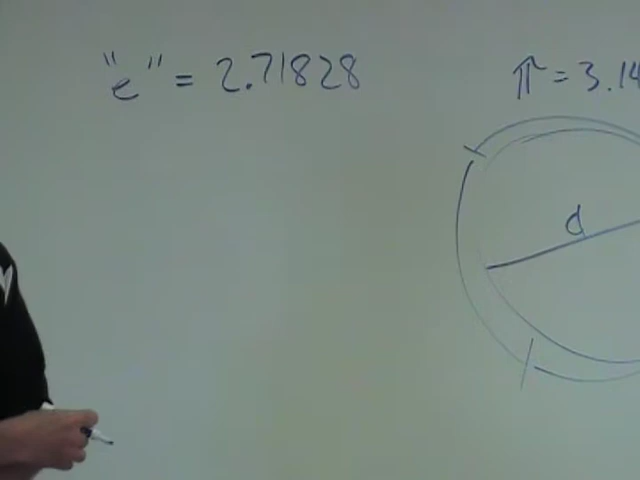 "e" = 2.71828
π = 3.14
d